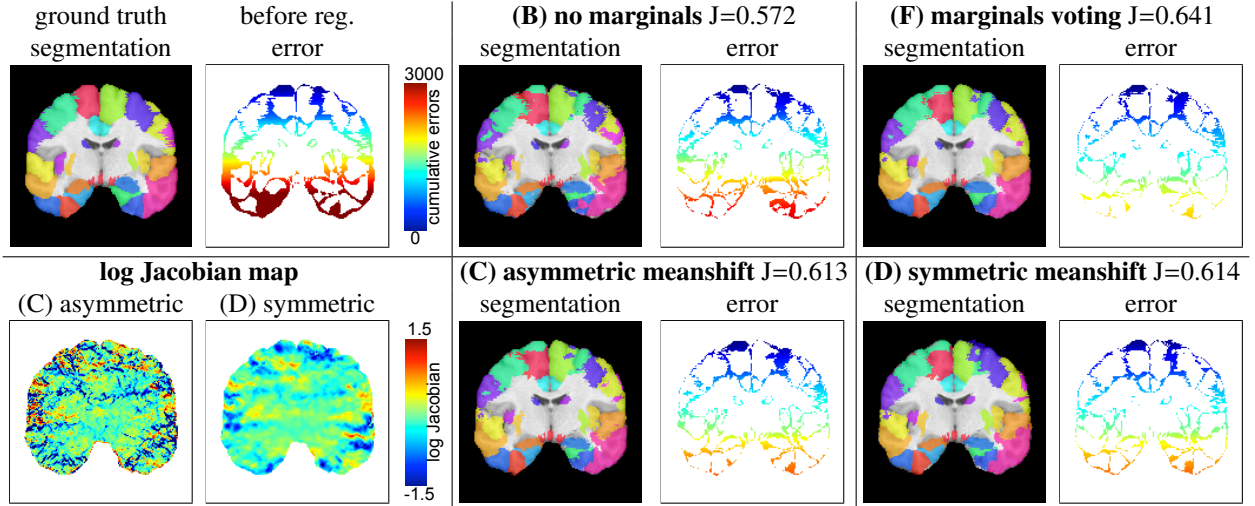 ground truth
segmentation
before reg.
error
3000
cumulative errors
0
(B) no marginals J=0.572
segmentation
error
(F) marginals voting J=0.641
segmentation
error
log Jacobian map
(C) asymmetric
(D) symmetric
1.5
log Jacobian
-1.5
(C) asymmetric meanshift J=0.613
segmentation
error
(D) symmetric meanshift J=0.614
segmentation
error